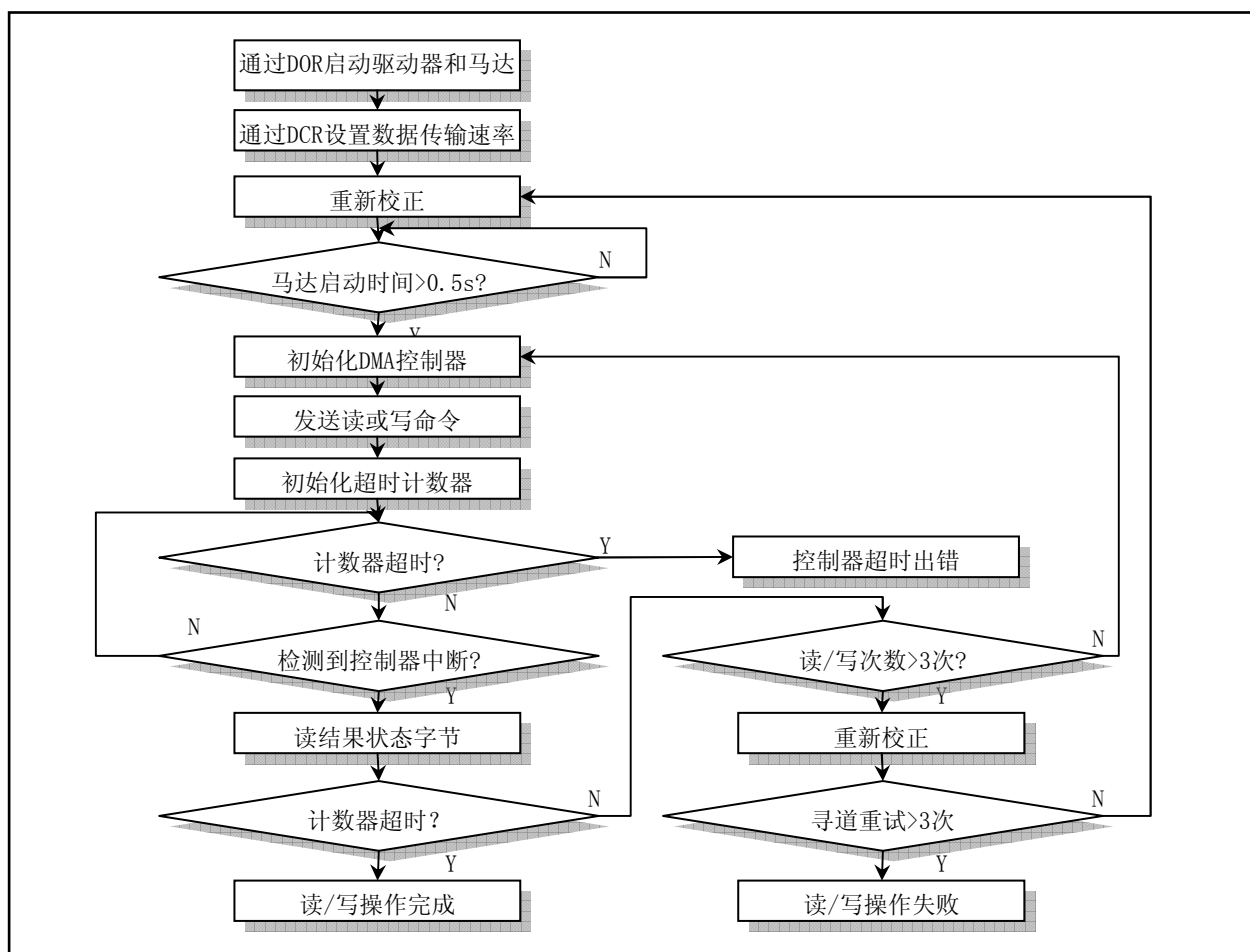 通过DOR启动驱动器和马达
通过DCR设置数据传输速率
重新校正
马达启动时间>0.5s?
N
Y
初始化DMA控制器
发送读或写命令
初始化超时计数器
计数器超时?
Y
控制器超时出错
N
检测到控制器中断?
N
Y
读/写次数>3次?
N
Y
读结果状态字节
重新校正
计数器超时?
N
Y
寻道重试>3次
N
Y
读/写操作完成
读/写操作失败